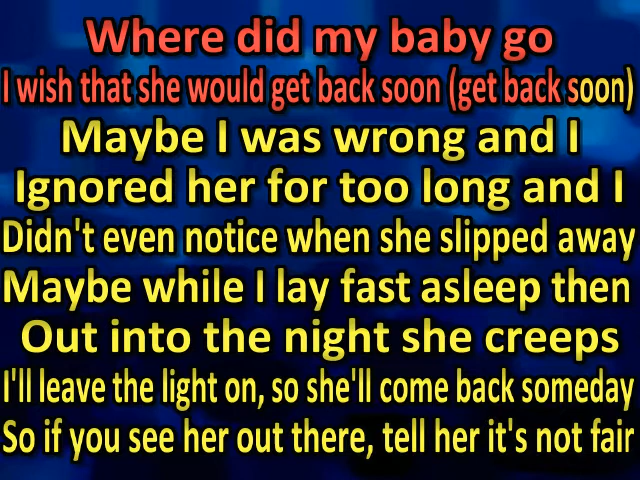 Where did my baby go
I wish that she would get back soon (get back soon)
Maybe I was wrong and I
Ignored her for too long and I
Didn't even notice when she slipped away
Maybe while I lay fast asleep then
Out into the night she creeps
I'll leave the light on, so she'll come back someday
So if you see her out there, tell her it's not fair